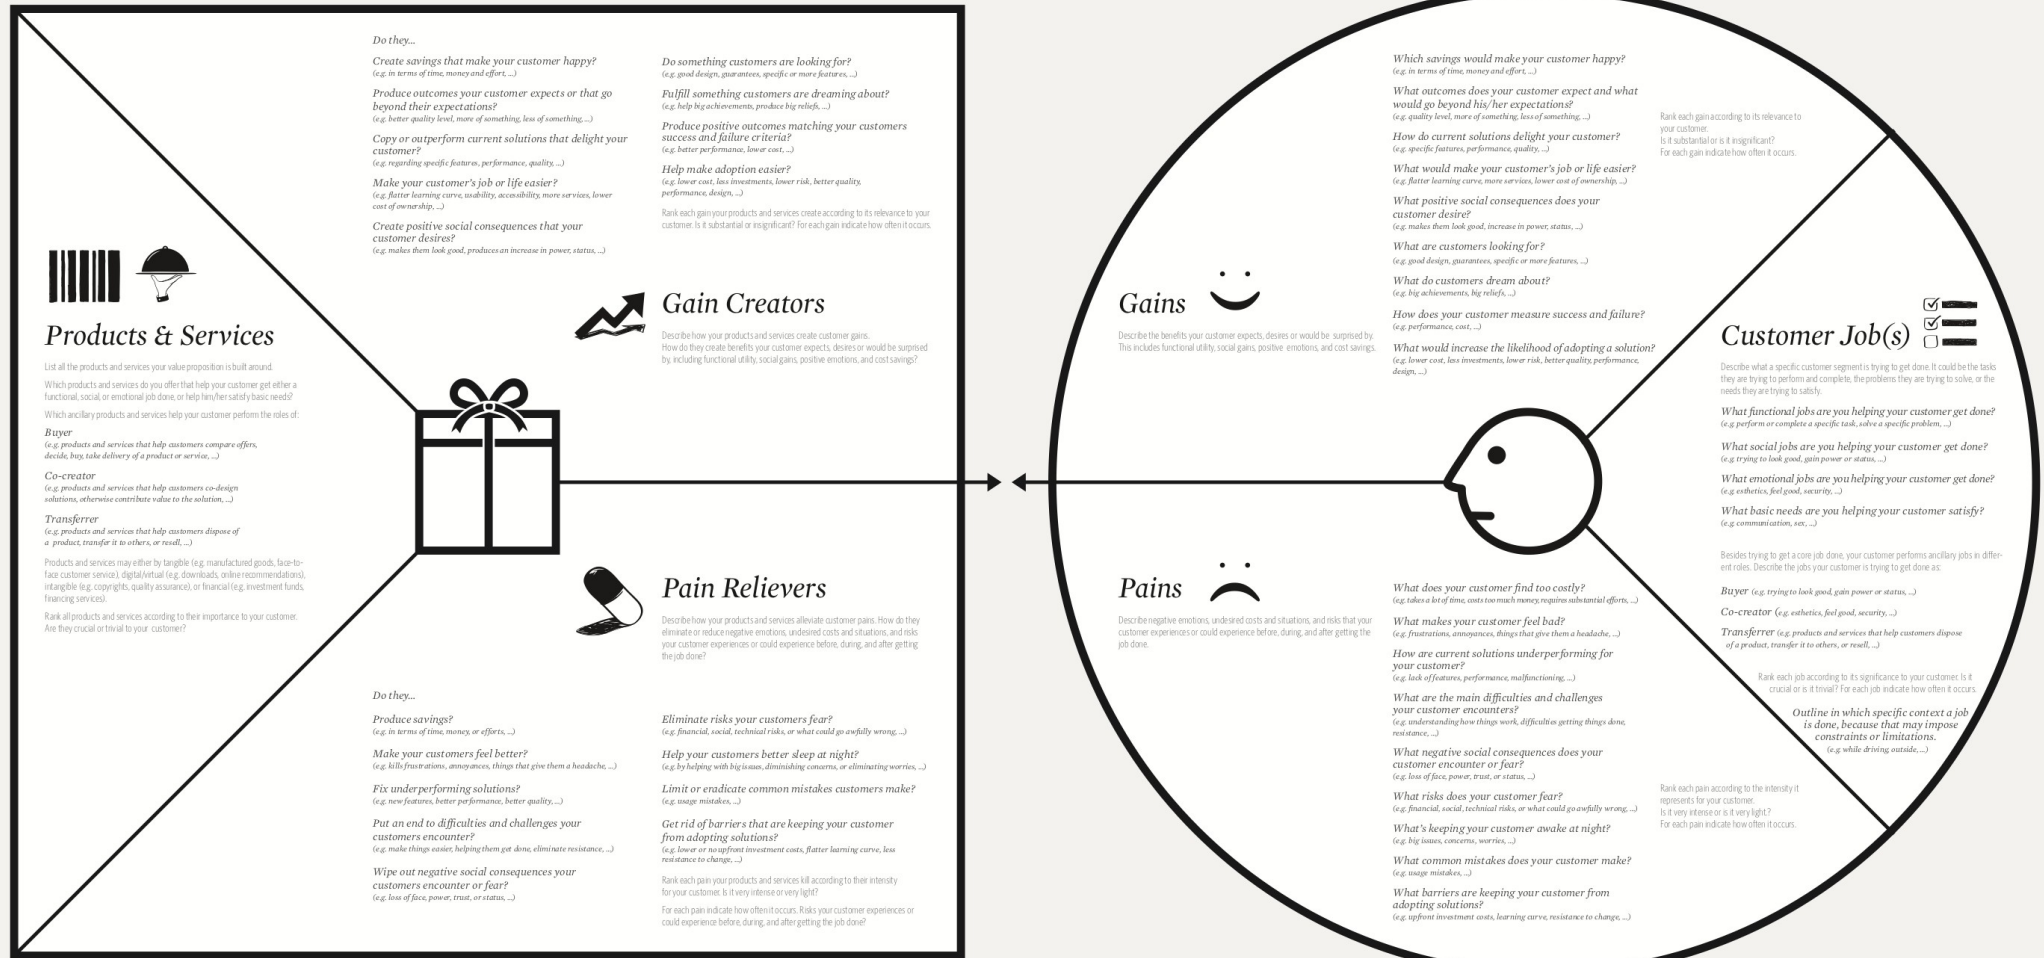 Products & Services
List all the products and services your value proposition is built around.
Which products and services do you offer that help your customer get either a
functional, social, or emotional job done, or help him/her satisfy basic needs?
Which ancillary products and services help your customer perform the roles of:
Buyer
(e.g. products and services that help customers compare offers,
decide, buy, take delivery of a product or service, ...)
Co-creator
(e.g. products and services that help customers co-design
solutions, otherwise contribute value to the solution, ...)
Transferrer
(e.g. products and services that help customers dispose of
a product, transfer it to others, or resell, ...)
Products and services may either by tangible (e.g. manufactured goods, face-to-
face customer service), digital/virtual (e.g. downloads, online recommendations),
intangible (e.g. copyrights, quality assurance), or financial (e.g. investment funds,
financing services).
Rank all products and services according to their importance to your customer.
Are they crucial or trivial to your customer?
Do they...
Create savings that make your customer happy?
(e.g. in terms of time, money and effort, ...)
Produce outcomes your customer expects or that go
beyond their expectations?
(e.g. better quality level, more of something, less of something, ...)
Copy or outperform current solutions that delight your
customer?
(e.g. regarding specific features, performance, quality, ...)
Make your customer's job or life easier?
(e.g. flatter learning curve, usability, accessibility, more services, lower
cost of ownership, ...)
Create positive social consequences that your
customer desires?
(e.g. makes them look good, produces an increase in power, status, ...)
Do something customers are looking for?
(e.g. good design, guarantees, specific or more features, ...)
Fulfill something customers are dreaming about?
(e.g. help big achievements, produce big reliefs, ...)
Produce positive outcomes matching your customers
success and failure criteria?
(e.g. better performance, lower cost, ...)
Help make adoption easier?
(e.g. lower cost, less investments, lower risk, better quality,
performance, design, ...)
Rank each gain your products and services create according to its relevance to your
customer. Is it substantial or insignificant? For each gain indicate how often it occurs.
Gain Creators
Describe how your products and services create customer gains.
How do they create benefits your customer expects, desires or would be surprised
by, including functional utility, social gains, positive emotions, and cost savings?
Pain Relievers
Describe how your products and services alleviate customer pains. How do they
eliminate or reduce negative emotions, undesired costs and situations, and risks
your customer experiences or could experience before, during, and after getting
the job done?
Do they...
Produce savings?
(e.g. in terms of time, money, or efforts, ...)
Make your customers feel better?
(e.g. kills frustrations, annoyances, things that give them a headache, ...)
Fix underperforming solutions?
(e.g. new features, better performance, better quality, ...)
Put an end to difficulties and challenges your
customers encounter?
(e.g. make things easier, helping them get done, eliminate resistance, ...)
Wipe out negative social consequences your
customers encounter or fear?
(e.g. loss of face, power, trust, or status, ...)
Eliminate risks your customers fear?
(e.g. financial, social, technical risks, or what could go awfully wrong, ...)
Help your customers better sleep at night?
(e.g. by helping with big issues, diminishing concerns, or eliminating worries, ...)
Limit or eradicate common mistakes customers make?
(e.g. usage mistakes, ...)
Get rid of barriers that are keeping your customer
from adopting solutions?
(e.g. lower or no upfront investment costs, flatter learning curve, less
resistance to change, ...)
Rank each pain your products and services kill according to their intensity
for your customer. Is it very intense or very light?
For each pain indicate how often it occurs. Risks your customer experiences or
could experience before, during, and after getting the job done?
Gains
Describe the benefits your customer expects, desires or would be surprised by.
This includes functional utility, social gains, positive emotions, and cost savings.
Which savings would make your customer happy?
(e.g. in terms of time, money and effort, ...)
What outcomes does your customer expect and what
would go beyond his/her expectations?
(e.g. quality level, more of something, less of something, ...)
How do current solutions delight your customer?
(e.g. specific features, performance, quality, ...)
What would make your customer's job or life easier?
(e.g. flatter learning curve, more services, lower cost of ownership, ...)
What positive social consequences does your
customer desire?
(e.g. makes them look good, increase in power, status, ...)
What are customers looking for?
(e.g. good design, guarantees, specific or more features, ...)
What do customers dream about?
(e.g. big achievements, big reliefs, ...)
How does your customer measure success and failure?
(e.g. performance, cost, ...)
What would increase the likelihood of adopting a solution?
(e.g. lower cost, less investments, lower risk, better quality, performance,
design, ...)
Rank each gain according to its relevance to
your customer.
Is it substantial or is it insignificant?
For each gain indicate how often it occurs.
Pains
Describe negative emotions, undesired costs and situations, and risks that your
customer experiences or could experience before, during, and after getting the
job done.
What does your customer find too costly?
(e.g. takes a lot of time, costs too much money, requires substantial efforts, ...)
What makes your customer feel bad?
(e.g. frustrations, annoyances, things that give them a headache, ...)
How are current solutions underperforming for
your customer?
(e.g. lack of features, performance, malfunctioning, ...)
What are the main difficulties and challenges
your customer encounters?
(e.g. understanding how things work, difficulties getting things done,
resistance, ...)
What negative social consequences does your
customer encounter or fear?
(e.g. loss of face, power, trust, or status, ...)
What risks does your customer fear?
(e.g. financial, social, technical risks, or what could go awfully wrong, ...)
What's keeping your customer awake at night?
(e.g. big issues, concerns, worries, ...)
What common mistakes does your customer make?
(e.g. usage mistakes, ...)
What barriers are keeping your customer from
adopting solutions?
(e.g. upfront investment costs, learning curve, resistance to change, ...)
Rank each pain according to the intensity it
represents for your customer.
Is it very intense or is it very light.?
For each pain indicate how often it occurs.
Customer Job(s)
Describe what a specific customer segment is trying to get done. It could be the tasks
they are trying to perform and complete, the problems they are trying to solve, or the
needs they are trying to satisfy.
What functional jobs are you helping your customer get done?
(e.g. perform or complete a specific task, solve a specific problem, ...)
What social jobs are you helping your customer get done?
(e.g. trying to look good, gain power or status, ...)
What emotional jobs are you helping your customer get done?
(e.g. esthetics, feel good, security, ...)
What basic needs are you helping your customer satisfy?
(e.g. communication, sex, ...)
Besides trying to get a core job done, your customer performs ancillary jobs in differ-
ent roles. Describe the jobs your customer is trying to get done as:
Buyer (e.g. trying to look good, gain power or status, ...)
Co-creator (e.g. esthetics, feel good, security, ...)
Transferrer (e.g. products and services that help customers dispose
of a product, transfer it to others, or resell, ...)
Rank each job according to its significance to your customer. Is it
crucial or is it trivial? For each job indicate how often it occurs.
Outline in which specific context a job
is done, because that may impose
constraints or limitations.
(e.g. while driving, outside, ...)